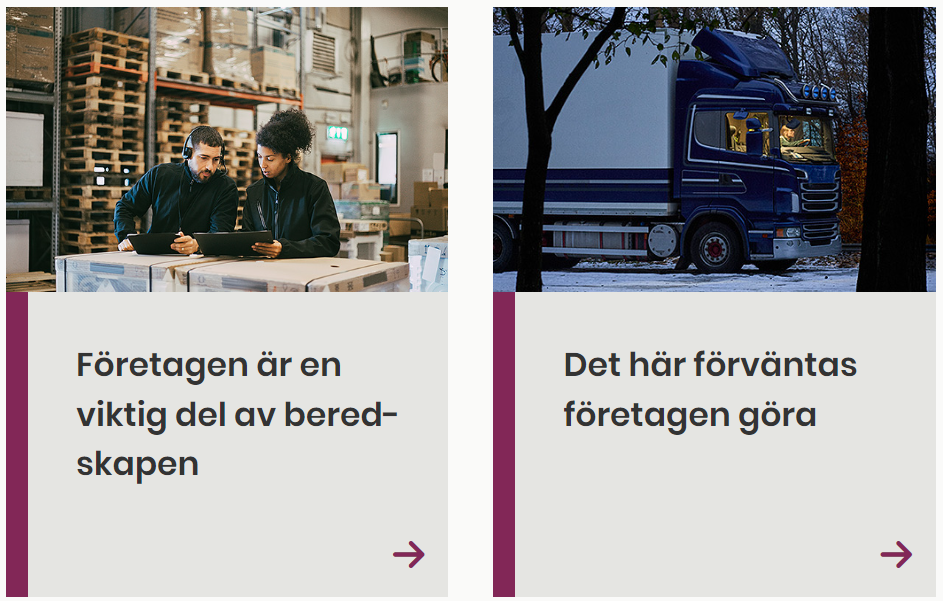 Företagen är en
viktig del av bered-
skapen
Det här förväntas
företagen göra